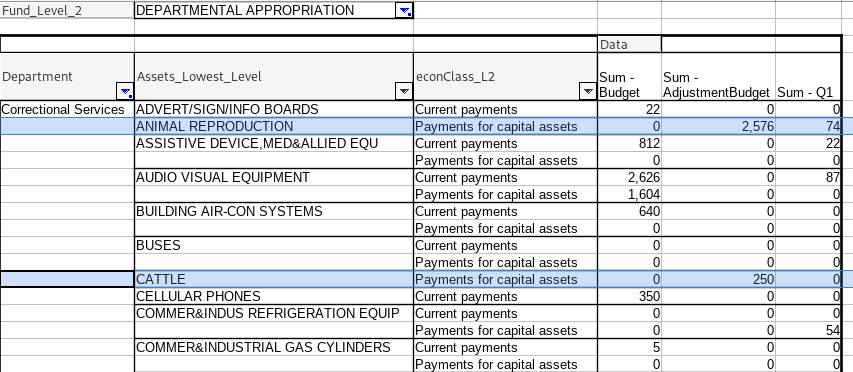 Fund_Level_2 DEPARTMENTAL APPROPRIATION
Data
Department Assets_Lowest_Level econClass_L2 Sum - Budget Sum - AdjustmentBudget Sum - Q1
Correctional Services ADVERT/SIGN/INFO BOARDS Current payments 22 0 0
ANIMAL REPRODUCTION Payments for capital assets 0 2,576 74
ASSISTIVE DEVICE,MED&ALLIED EQU Current payments 812 0 22
Payments for capital assets 0 0 0
AUDIO VISUAL EQUIPMENT Current payments 2,626 0 87
Payments for capital assets 1,604 0 0
BUILDING AIR-CON SYSTEMS Current payments 640 0 0
Payments for capital assets 0 0 0
BUSES Current payments 0 0 0
Payments for capital assets 0 0 0
CATTLE Payments for capital assets 0 250 0
CELLULAR PHONES Current payments 350 0 0
COMMER&INDUS REFRIGERATION EQUIP Current payments 0 0 0
Payments for capital assets 0 0 54
COMMER&INDUSTRIAL GAS CYLINDERS Current payments 5 0 0
Payments for capital assets 0 0 0